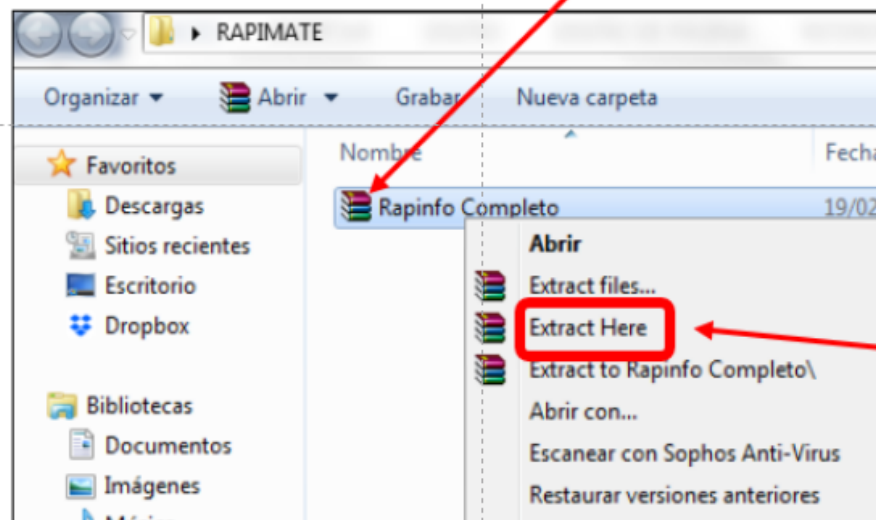 RAPIMATE
Organizar
Abrir
Grabar
Nueva carpeta
Nombre
Fecha
Favoritos
Descargas
Sitios recientes
Escritorio
Dropbox
Bibliotecas
Documentos
Imágenes
Rapinfo Completo
19/02
Abrir
Extract files...
Extract Here
Extract to Rapinfo Completo\
Abrir con...
Escanear con Sophos Anti-Virus
Restaurar versiones anteriores